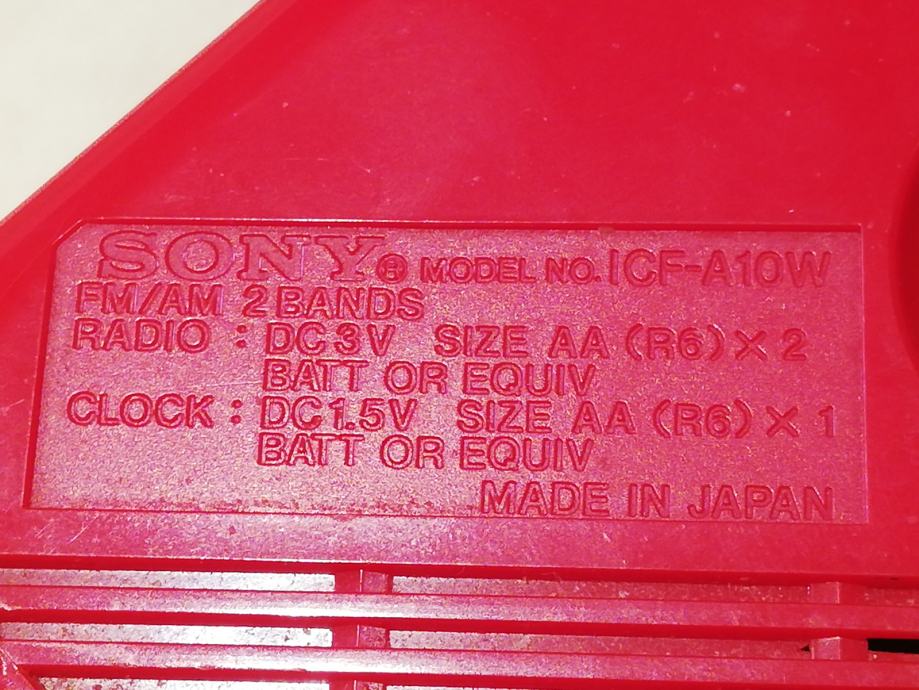 SONY® MODEL NO. ICF-A10W
FM/AM 2 BANDS
RADIO : DC 3V SIZE AA (R6) × 2
BATT OR EQUIV
CLOCK : DC 1.5V SIZE AA (R6) × 1
BATT OR EQUIV
MADE IN JAPAN